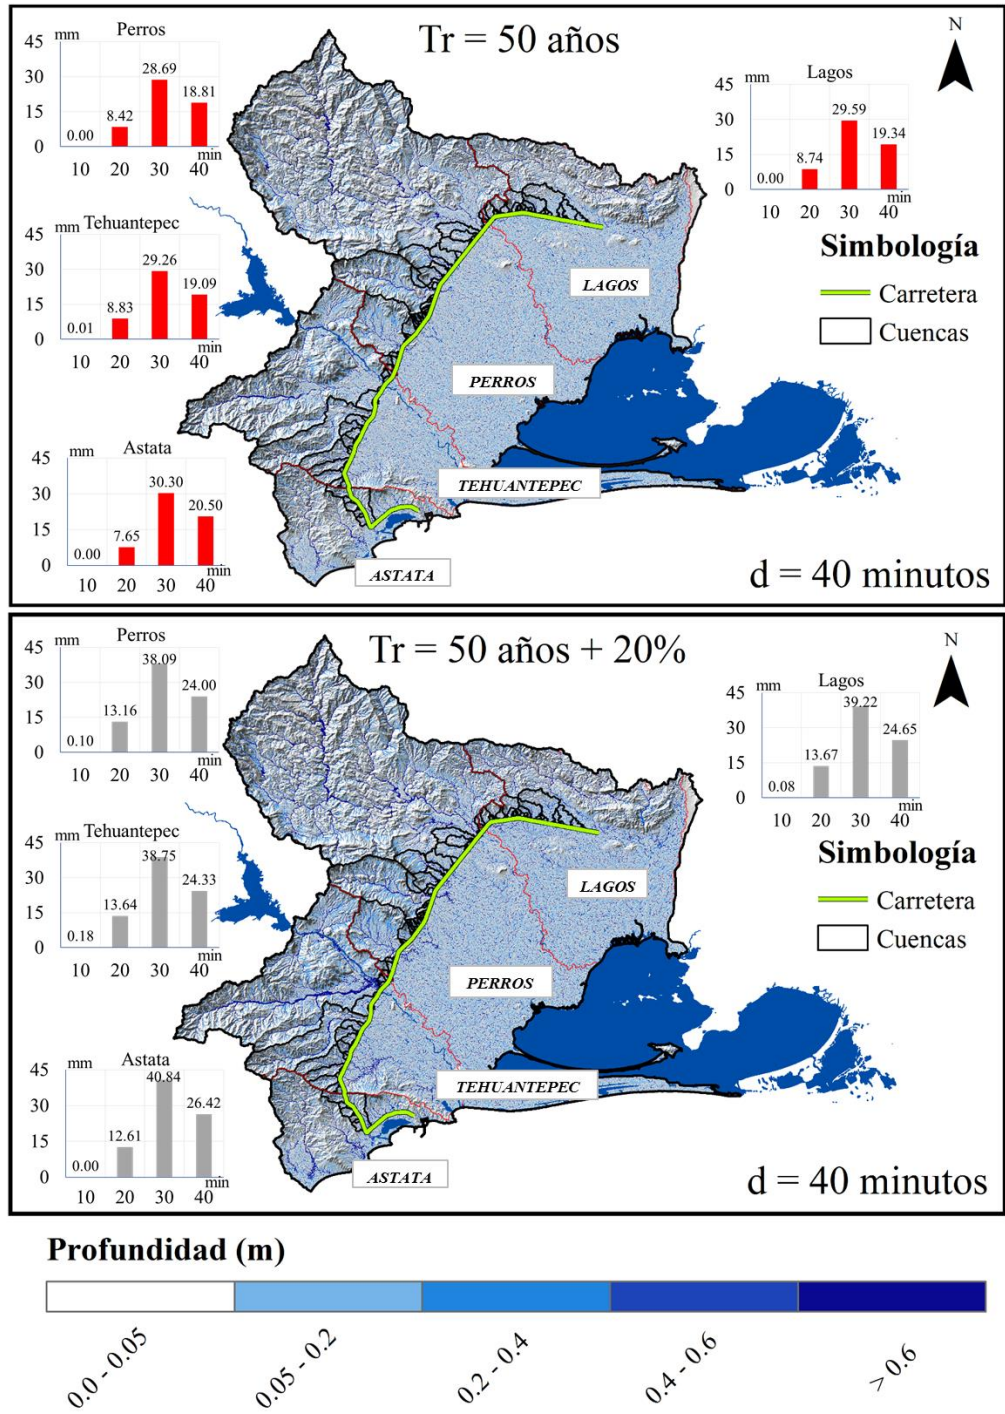 Tr = 50 años
N
Perros
mm
45
30
15
0
0.00
8.42
28.69
18.81
min
10 20 30 40
Lagos
mm
45
30
15
0
0.00
8.74
29.59
19.34
min
10 20 30 40
Tehuantepec
mm
45
30
15
0
0.01
8.83
29.26
19.09
min
10 20 30 40
Simbología
Carretera
Cuencas
LAGOS
PERROS
TEHUANTEPEC
ASTATA
Astata
mm
45
30
15
0
0.00
7.65
30.30
20.50
min
10 20 30 40
d = 40 minutos
Tr = 50 años + 20%
N
Perros
mm
45
30
15
0
0.10
13.16
38.09
24.00
min
10 20 30 40
Lagos
mm
45
30
15
0
0.08
13.67
39.22
24.65
min
10 20 30 40
Tehuantepec
mm
45
30
15
0
0.18
13.64
38.75
24.33
min
10 20 30 40
Simbología
Carretera
Cuencas
LAGOS
PERROS
TEHUANTEPEC
ASTATA
Astata
mm
45
30
15
0
0.00
12.61
40.84
26.42
min
10 20 30 40
d = 40 minutos
Profundidad (m)
0.0 - 0.05
0.05 - 0.2
0.2 - 0.4
0.4 - 0.6
> 0.6